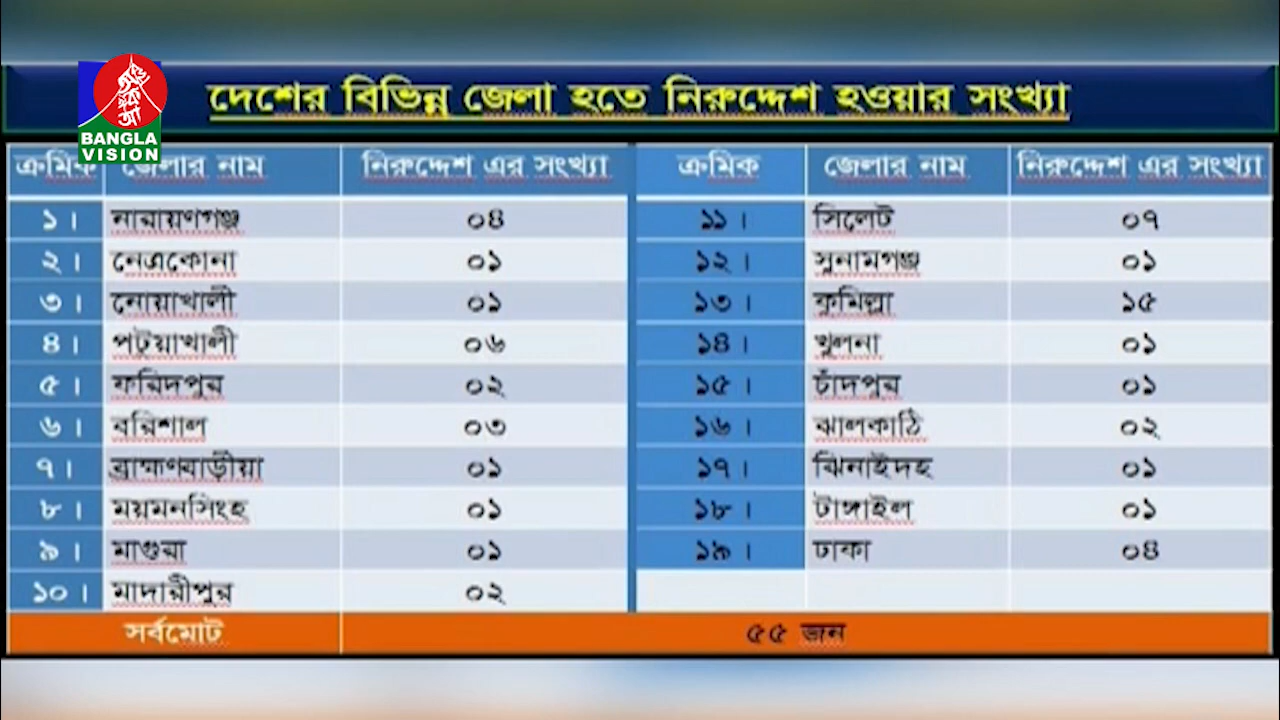 দেশের বিভিন্ন জেলা হতে নিরুদ্দেশ হওয়ার সংখ্যা
BANGLA
VISION
ক্রমিক জেলার নাম নিরুদ্দেশ এর সংখ্যা ক্রমিক জেলার নাম নিরুদ্দেশ এর সংখ্যা
১। নারায়ণগঞ্জ ০৪ ১১। সিলেট ০৭
২। নেত্রকোনা ০১ ১২। সুনামগঞ্জ ০১
৩। নোয়াখালী ০১ ১৩। কুমিল্লা ১৫
৪। পটুয়াখালী ০৬ ১৪। খুলনা ০১
৫। ফরিদপুর ০২ ১৫। চাঁদপুর ০১
৬। বরিশাল ০৩ ১৬। ঝালকাঠি ০২
৭। ব্রাহ্মণবাড়ীয়া ০১ ১৭। ঝিনাইদহ ০১
৮। ময়মনসিংহ ০১ ১৮। টাঙ্গাইল ০১
৯। মাগুরা ০১ ১৯। ঢাকা ০৪
১০। মাদারীপুর ০২
সর্বমোট ৫৫ জন